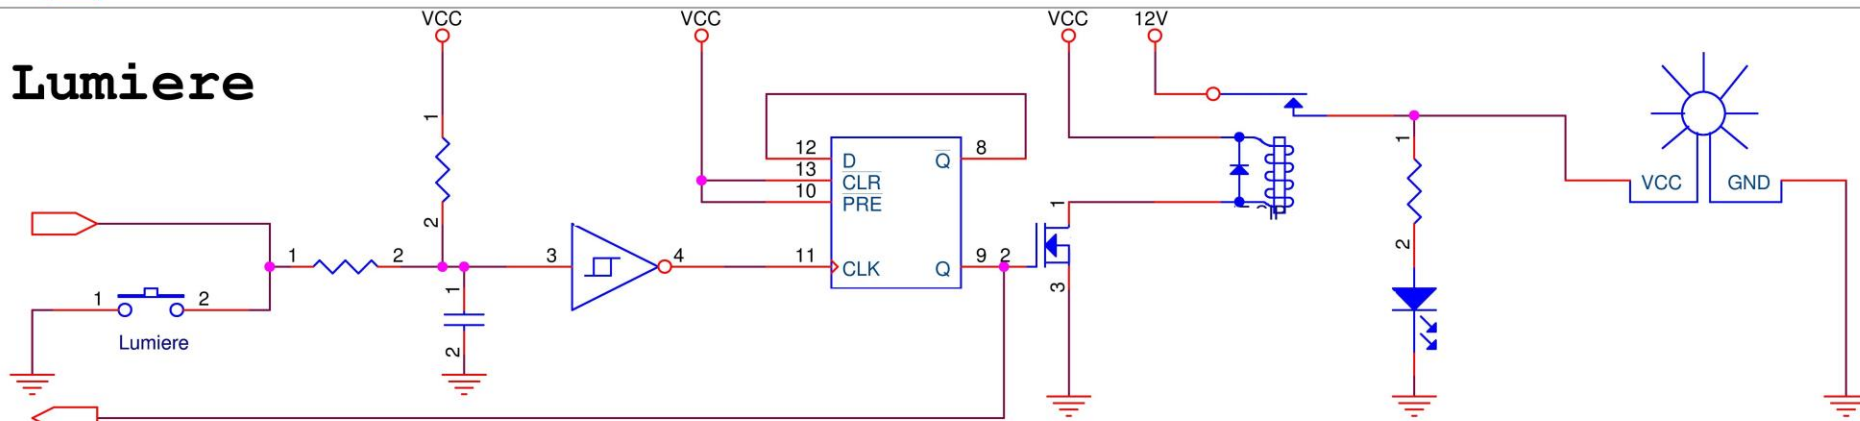 VCC VCC VCC 12V
Lumiere
1
1
12 D Q 8
13 CLR
10 PRE
VCC GND
2
1
1 2 3 4 11 CLK Q 9 2
2
1 2 1 3
Lumiere
2